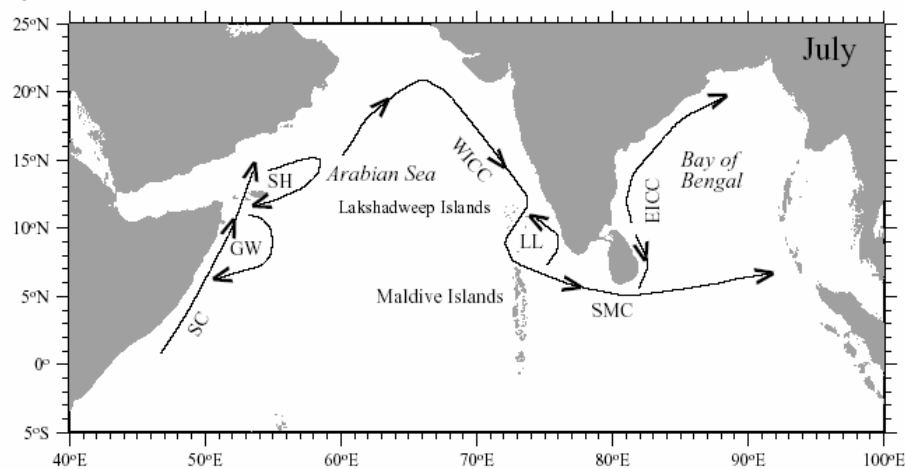 25°N
20°N
15°N
10°N
5°N
0°
5°S
July
WICC
SH
Arabian Sea
Bay of
Bengal
EICC
Lakshadweep Islands
GW
LL
Maldive Islands
SC
SMC
40°E
50°E
60°E
70°E
80°E
90°E
100°E